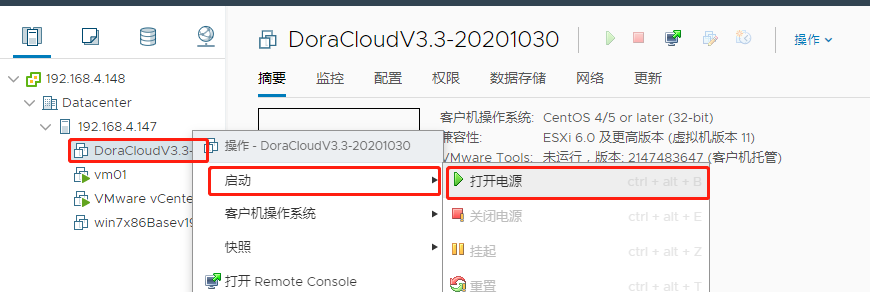 DoraCloudV3.3-20201030
操作
192.168.4.148
摘要 监控 配置 权限 数据存储 网络 更新
Datacenter
192.168.4.147
客户机操作系统: CentOS 4/5 or later (32-bit)
DoraCloudV3.3-
操作 - DoraCloudV3.3-20201030
兼容性: ESXi 6.0 及更高版本 (虚拟机版本 11)
VMware Tools: 未运行，版本: 2147483647 (客户机托管)
vm01
启动
打开电源 ctrl + alt + B
VMware vCente
客户机操作系统
关闭电源 ctrl + alt + E
win7x86Basev19
快照
挂起 ctrl + alt + Z
打开 Remote Console
重置 ctrl + alt + T